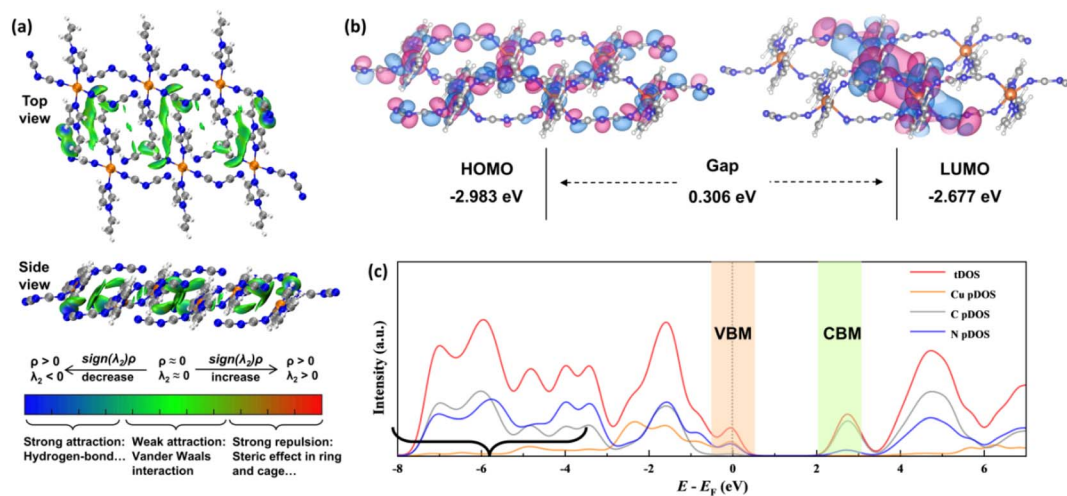 (a)
Top
view
Side
view
ρ > 0
λ₂ < 0
sign(λ₂)ρ
decrease
ρ ≈ 0
λ₂ ≈ 0
sign(λ₂)ρ
increase
ρ > 0
λ₂ > 0
Strong attraction:
Hydrogen-bond…
Weak attraction:
Vander Waals
interaction
Strong repulsion:
Steric effect in ring
and cage…
(b)
HOMO
-2.983 eV
Gap
0.306 eV
LUMO
-2.677 eV
(c)
VBM
CBM
tDOS
Cu pDOS
C pDOS
N pDOS
Intensity (a.u.)
-8 -6 -4 -2 0 2 4 6
E - E_F (eV)